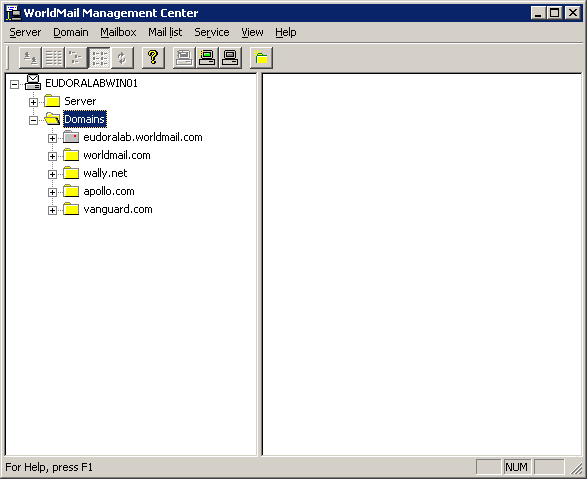 WorldMail Management Center
Server Domain Mailbox Mail list Service View Help
EUDORALABWIN01
Server
Domains
eudoralab.worldmail.com
worldmail.com
wally.net
apollo.com
vanguard.com
For Help, press F1 NUM